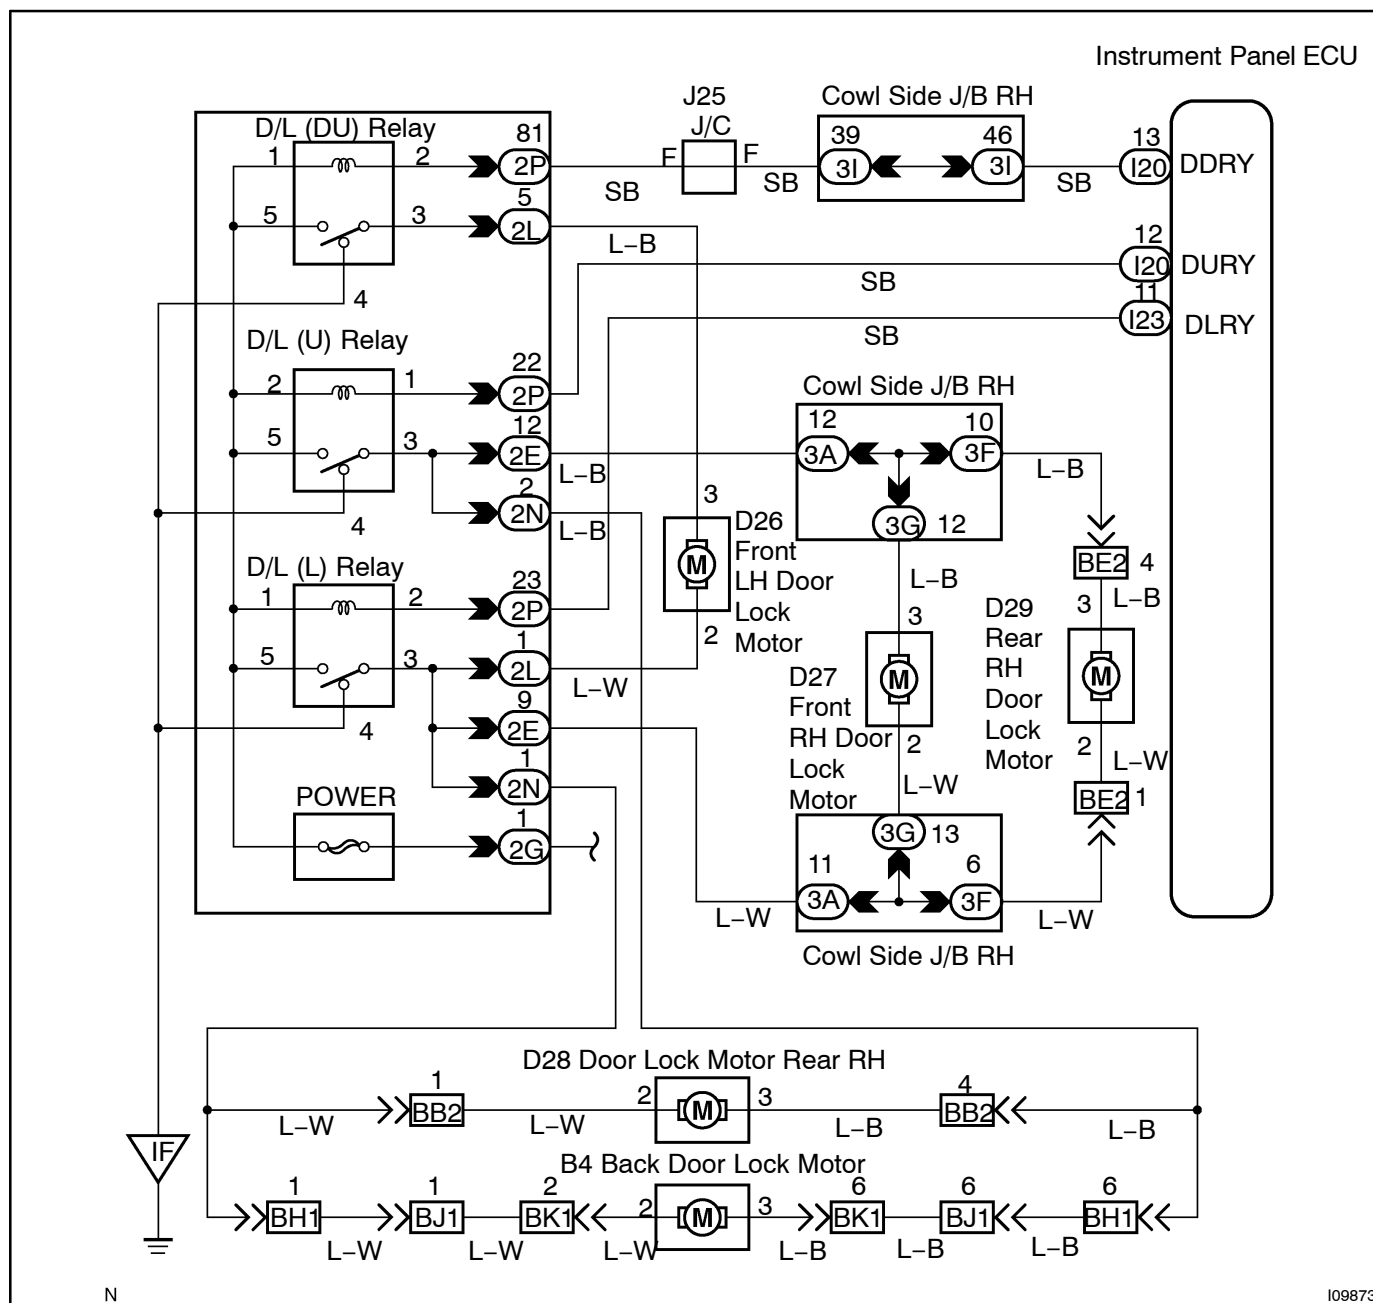 Instrument Panel ECU
J25
J/C
Cowl Side J/B RH
D/L (DU) Relay
1
2
81
2P
SB
F
F
SB
39
3I
46
3I
SB
13
I20
DDRY
5
3
5
2L
L–B
4
12
I20
DURY
SB
11
I23
DLRY
SB
D/L (U) Relay
2
1
22
2P
5
3
12
2E
L–B
2
2N
L–B
4
Cowl Side J/B RH
12
3A
10
3F
L–B
3G
12
3
D26
Front
LH Door
Lock
Motor
M
2
L–B
BE2
4
L–B
D/L (L) Relay
1
2
23
2P
5
3
1
2L
L–W
4
9
2E
1
2N
POWER
1
2G
3
D27
Front
RH Door
Lock
Motor
M
2
L–W
D29
Rear
RH
Door
Lock
Motor
3
M
2
L–W
BE2
1
3G
13
11
3A
6
3F
L–W
L–W
Cowl Side J/B RH
D28 Door Lock Motor Rear RH
L–W
1
BB2
L–W
2
M
3
L–B
4
BB2
L–B
IF
B4 Back Door Lock Motor
1
BH1
L–W
1
BJ1
L–W
2
BK1
L–W
2
M
3
L–B
6
BK1
L–B
6
BJ1
L–B
6
BH1
N
I09873